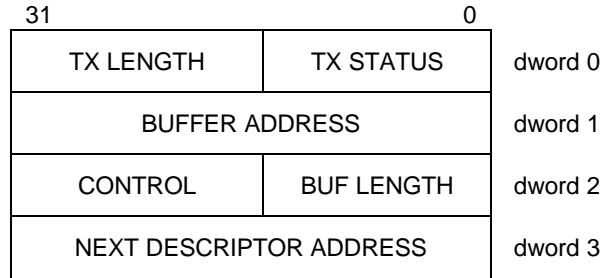 31 0
TX LENGTH TX STATUS dword 0
BUFFER ADDRESS dword 1
CONTROL BUF LENGTH dword 2
NEXT DESCRIPTOR ADDRESS dword 3